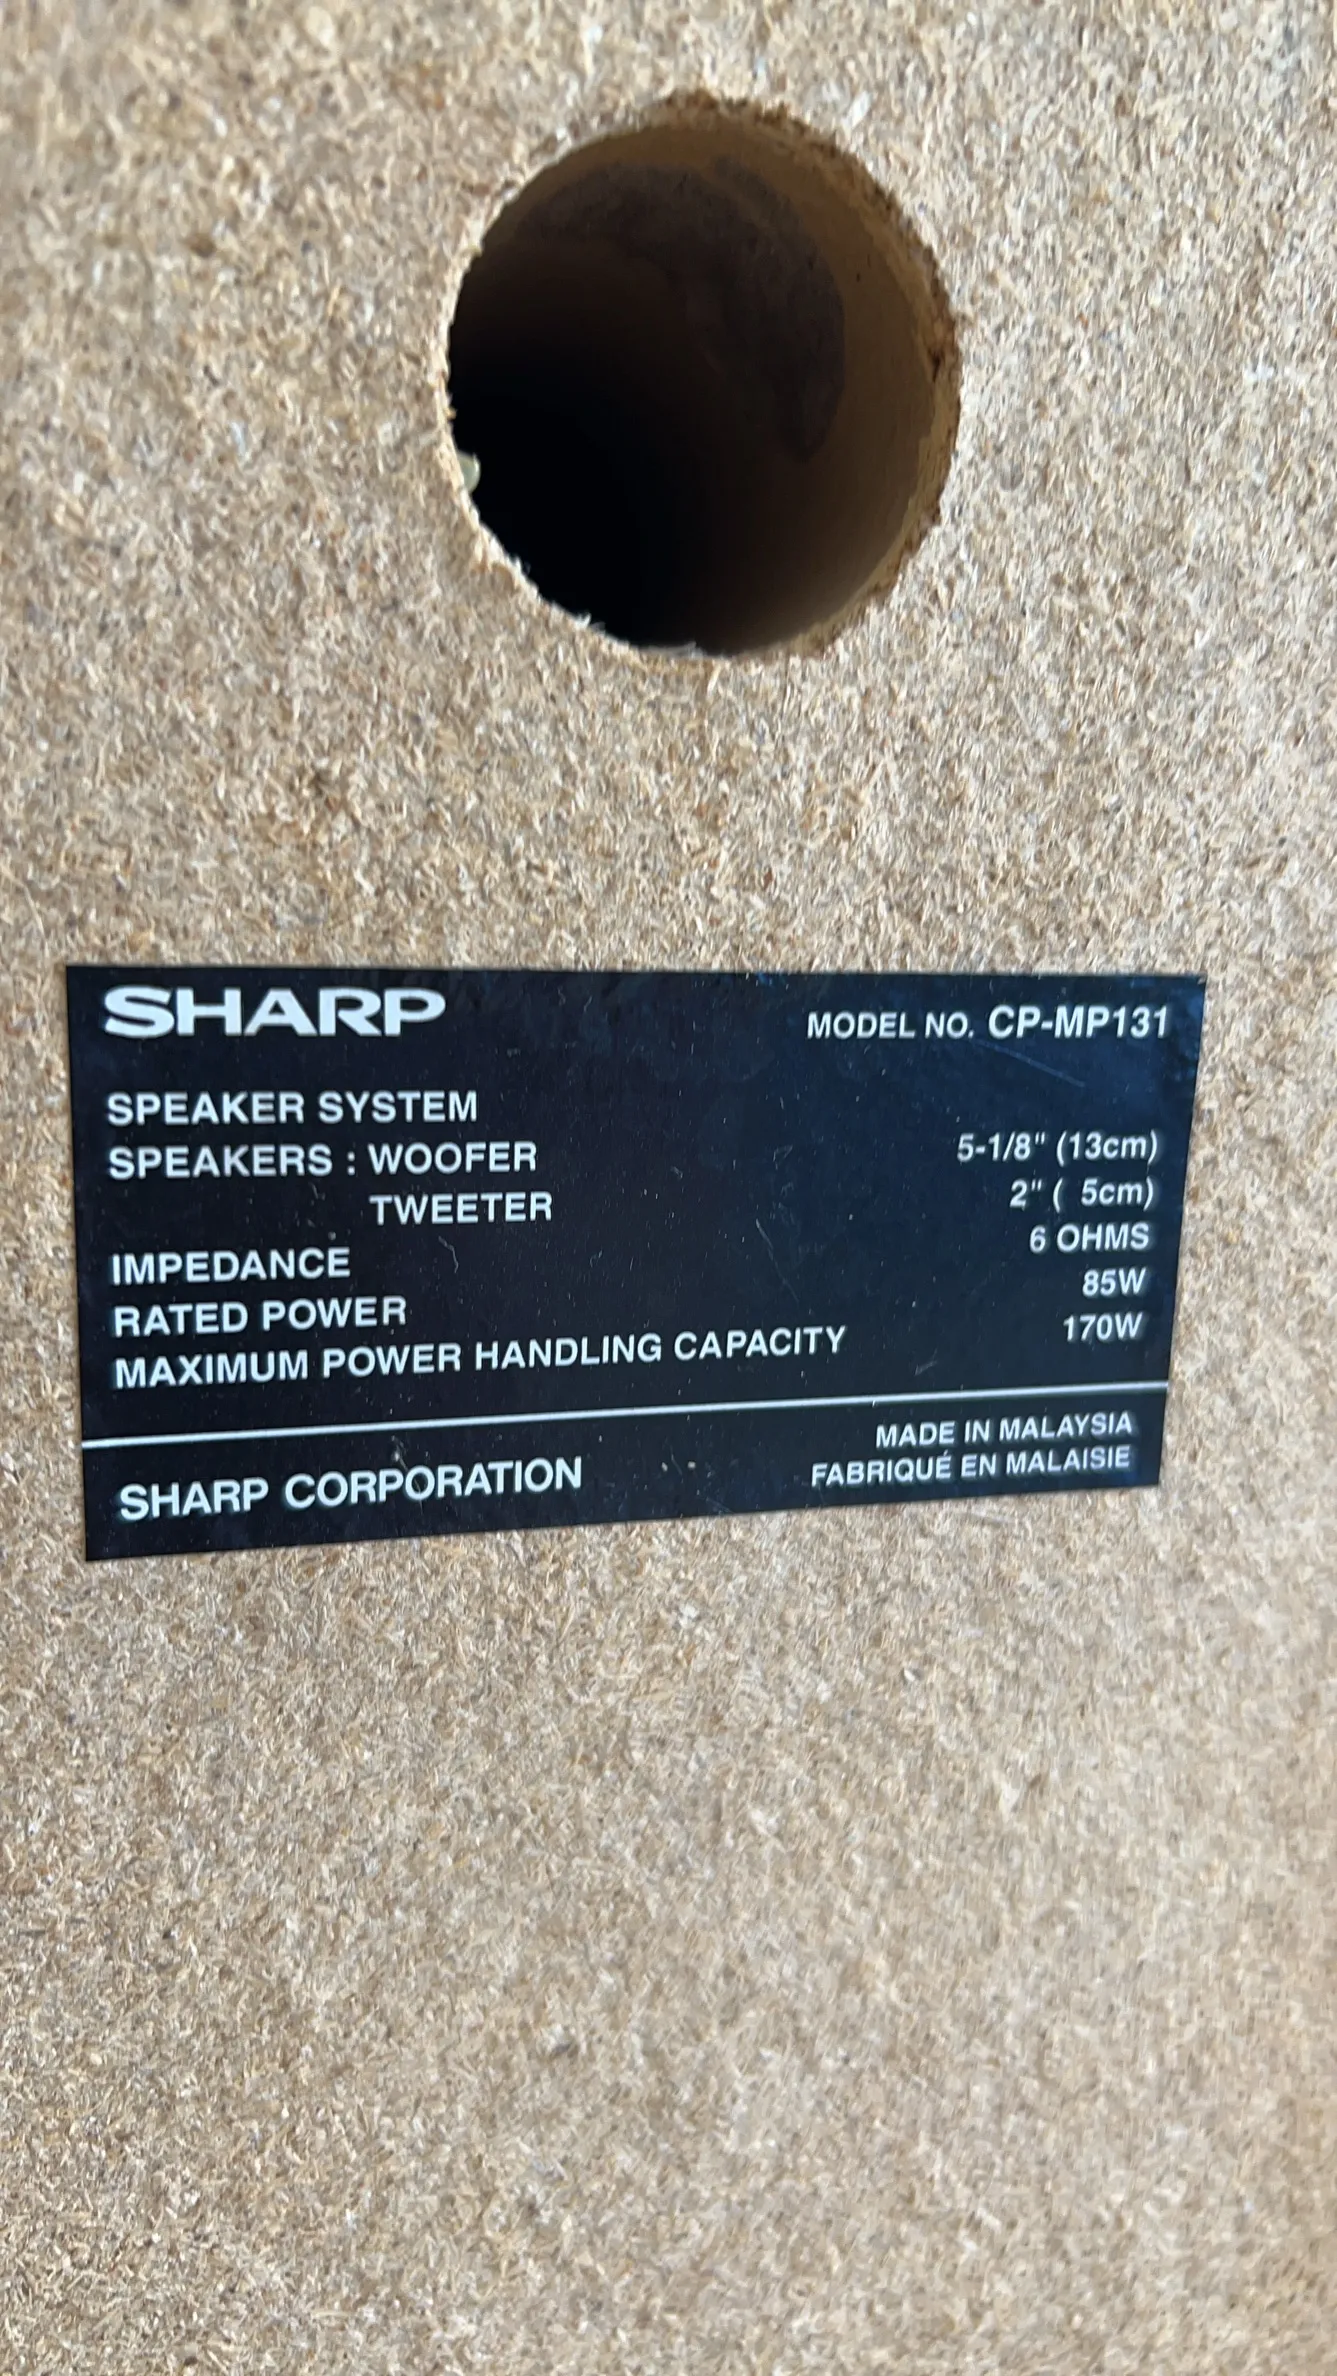 SHARP MODEL NO. CP-MP131
SPEAKER SYSTEM
SPEAKERS : WOOFER 5-1/8" (13cm)
TWEETER 2" ( 5cm)
IMPEDANCE 6 OHMS
RATED POWER 85W
MAXIMUM POWER HANDLING CAPACITY 170W
SHARP CORPORATION
MADE IN MALAYSIA
FABRIQUÉ EN MALAISIE